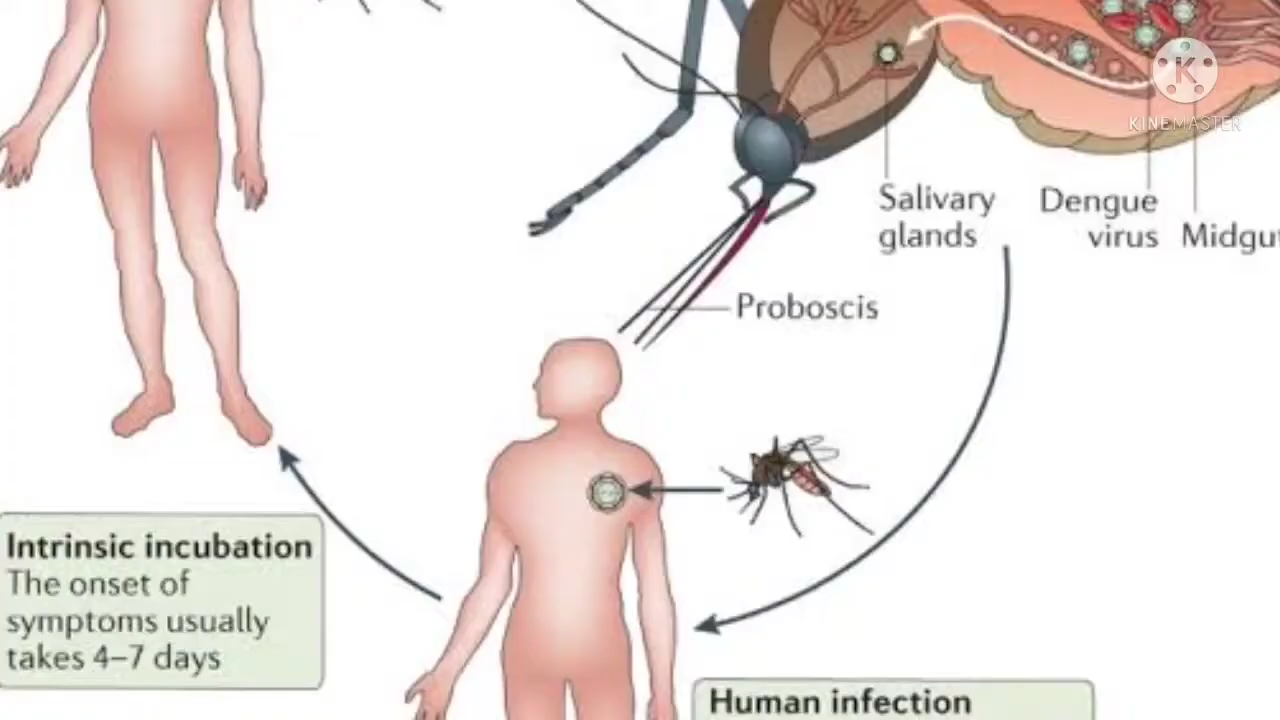 K
KINEMASTER
Salivary
glands
Dengue
virus
Midgut
Proboscis
Intrinsic incubation
The onset of
symptoms usually
takes 4–7 days
Human infection